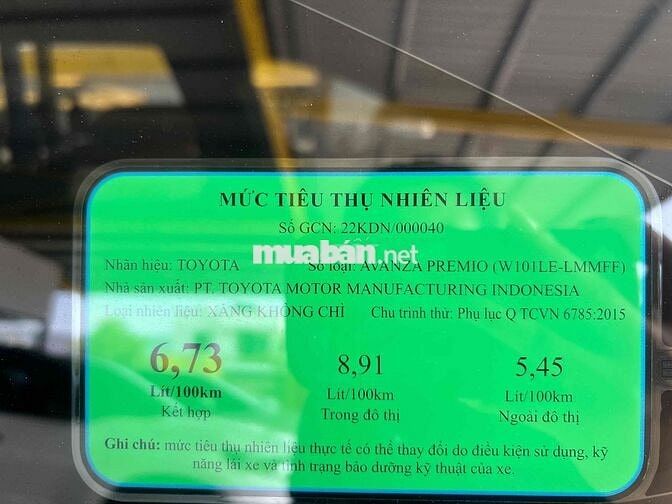 MỨC TIÊU THỤ NHIÊN LIỆU
Số GCN: 22KDN/000040
muaban.net
Nhãn hiệu: TOYOTA Số loại: AVANZA PREMIO (W101LE-LMMFF)
Nhà sản xuất: PT. TOYOTA MOTOR MANUFACTURING INDONESIA
Loại nhiên liệu: XĂNG KHÔNG CHÌ Chu trình thử: Phụ lục Q TCVN 6785:2015
6,73 8,91 5,45
Lít/100km Lít/100km Lít/100km
Kết hợp Trong đô thị Ngoài đô thị
Ghi chú: mức tiêu thụ nhiên liệu thực tế có thể thay đổi do điều kiện sử dụng, kỹ
năng lái xe và tình trạng bảo dưỡng kỹ thuật của xe.